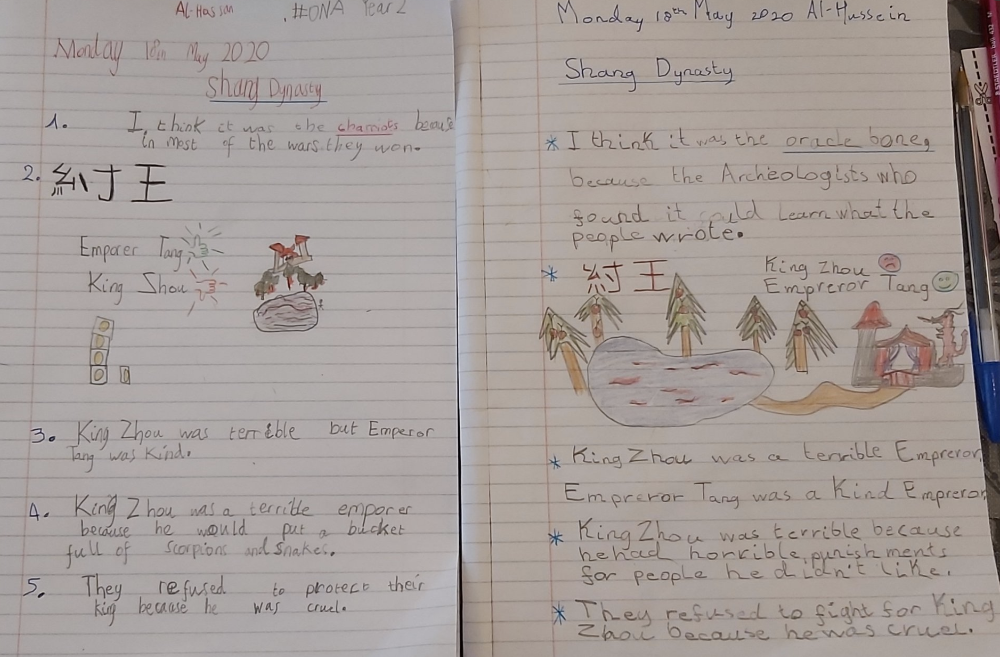 Al-Hassan
.#ONA Year 2
Monday 18th May 2020
Shang Dynasty
1. I think it was the charriots because
in most of the wars they won.
2. 紂王
Emporer Tang
King Shou
3. King Zhou was terrible but Emperor
Tang was Kind.
4. King Zhou was a terrible emporer
because he would put a bucket
full of scorpions and snakes.
5. They refused to protect their
king because he was cruel.
Monday 18th May 2020 Al-Hussein
Shang Dynasty
* I think it was the oracle bone,
because the Archeologists who
found it could Learn what the
people wrote.
* 紂王
King Zhou
Empreror Tang
* King Zhou was a terrible Empreror,
Empreror Tang was a Kind Empreror,
* King Zhou was terrible because
he had horrible punishments
for people he didn't like.
* They refused to fight for King
Zhou because he was cruel.
STAEDTLER ball 432 M